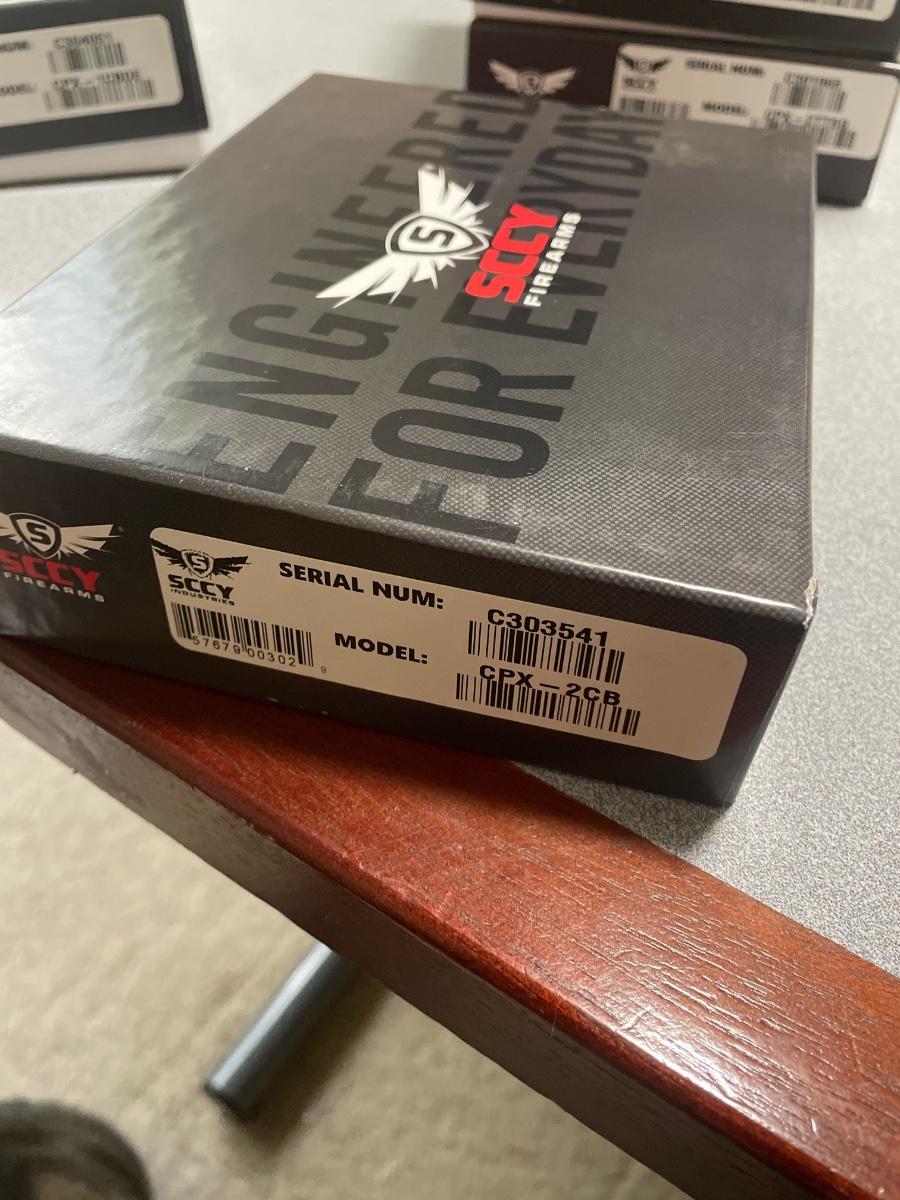 C304051
SERIAL NUM:
MODEL:
ENGINEERED
FOR EVERYDAY
S
SCCY
FIREARMS
S
SCCY
FIREARMS
S
SCCY
INDUSTRIES
SERIAL NUM:
C303541
MODEL:
CPX-2CB
57679 00302 9